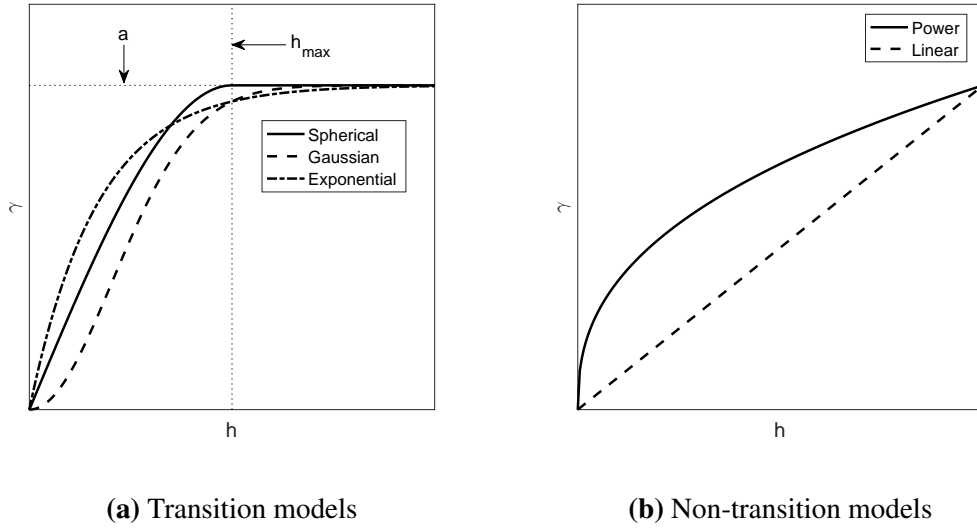 a
h_max
Spherical
Gaussian
Exponential
γ
h
(a) Transition models
Power
Linear
γ
h
(b) Non-transition models